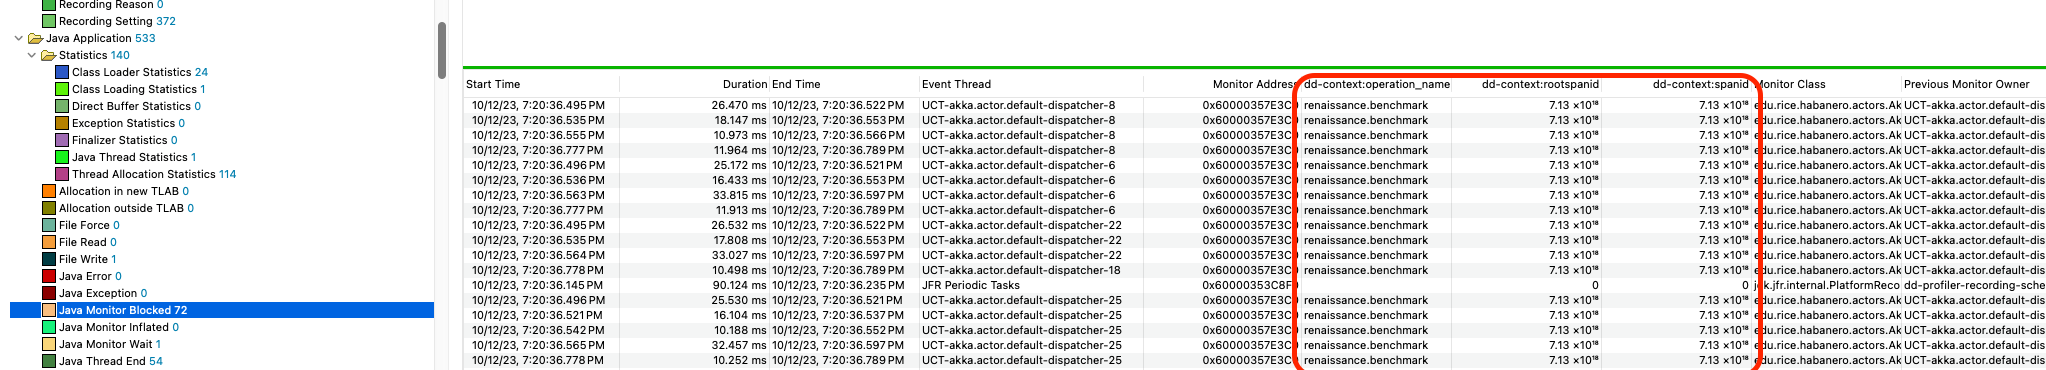 Recording Reason 0
Recording Setting 372
Java Application 533
Statistics 140
Class Loader Statistics 24
Class Loading Statistics 1
Direct Buffer Statistics 0
Exception Statistics 0
Finalizer Statistics 0
Java Thread Statistics 1
Thread Allocation Statistics 114
Allocation in new TLAB 0
Allocation outside TLAB 0
File Force 0
File Read 0
File Write 1
Java Error 0
Java Exception 0
Java Monitor Blocked 72
Java Monitor Inflated 0
Java Monitor Wait 1
Java Thread End 54
Start Time Duration End Time Event Thread Monitor Address dd-context:operation_name dd-context:rootspanid dd-context:spanid Monitor Class Previous Monitor Owner
10/12/23, 7:20:36.495 PM 26.470 ms 10/12/23, 7:20:36.522 PM UCT-akka.actor.default-dispatcher-8 0x60000357E3C0 renaissance.benchmark 7.13 ×10¹⁸ 7.13 ×10¹⁸ edu.rice.habanero.actors.Ak UCT-akka.actor.default-dis
10/12/23, 7:20:36.535 PM 18.147 ms 10/12/23, 7:20:36.553 PM UCT-akka.actor.default-dispatcher-8 0x60000357E3C0 renaissance.benchmark 7.13 ×10¹⁸ 7.13 ×10¹⁸ edu.rice.habanero.actors.Ak UCT-akka.actor.default-dis
10/12/23, 7:20:36.555 PM 10.973 ms 10/12/23, 7:20:36.566 PM UCT-akka.actor.default-dispatcher-8 0x60000357E3C0 renaissance.benchmark 7.13 ×10¹⁸ 7.13 ×10¹⁸ edu.rice.habanero.actors.Ak UCT-akka.actor.default-dis
10/12/23, 7:20:36.777 PM 11.964 ms 10/12/23, 7:20:36.789 PM UCT-akka.actor.default-dispatcher-8 0x60000357E3C0 renaissance.benchmark 7.13 ×10¹⁸ 7.13 ×10¹⁸ edu.rice.habanero.actors.Ak UCT-akka.actor.default-dis
10/12/23, 7:20:36.496 PM 25.172 ms 10/12/23, 7:20:36.521 PM UCT-akka.actor.default-dispatcher-6 0x60000357E3C0 renaissance.benchmark 7.13 ×10¹⁸ 7.13 ×10¹⁸ edu.rice.habanero.actors.Ak UCT-akka.actor.default-dis
10/12/23, 7:20:36.536 PM 16.433 ms 10/12/23, 7:20:36.553 PM UCT-akka.actor.default-dispatcher-6 0x60000357E3C0 renaissance.benchmark 7.13 ×10¹⁸ 7.13 ×10¹⁸ edu.rice.habanero.actors.Ak UCT-akka.actor.default-dis
10/12/23, 7:20:36.563 PM 33.815 ms 10/12/23, 7:20:36.597 PM UCT-akka.actor.default-dispatcher-6 0x60000357E3C0 renaissance.benchmark 7.13 ×10¹⁸ 7.13 ×10¹⁸ edu.rice.habanero.actors.Ak UCT-akka.actor.default-dis
10/12/23, 7:20:36.777 PM 11.913 ms 10/12/23, 7:20:36.789 PM UCT-akka.actor.default-dispatcher-6 0x60000357E3C0 renaissance.benchmark 7.13 ×10¹⁸ 7.13 ×10¹⁸ edu.rice.habanero.actors.Ak UCT-akka.actor.default-dis
10/12/23, 7:20:36.495 PM 26.532 ms 10/12/23, 7:20:36.522 PM UCT-akka.actor.default-dispatcher-22 0x60000357E3C0 renaissance.benchmark 7.13 ×10¹⁸ 7.13 ×10¹⁸ edu.rice.habanero.actors.Ak UCT-akka.actor.default-dis
10/12/23, 7:20:36.535 PM 17.808 ms 10/12/23, 7:20:36.553 PM UCT-akka.actor.default-dispatcher-22 0x60000357E3C0 renaissance.benchmark 7.13 ×10¹⁸ 7.13 ×10¹⁸ edu.rice.habanero.actors.Ak UCT-akka.actor.default-dis
10/12/23, 7:20:36.564 PM 33.027 ms 10/12/23, 7:20:36.597 PM UCT-akka.actor.default-dispatcher-22 0x60000357E3C0 renaissance.benchmark 7.13 ×10¹⁸ 7.13 ×10¹⁸ edu.rice.habanero.actors.Ak UCT-akka.actor.default-dis
10/12/23, 7:20:36.778 PM 10.498 ms 10/12/23, 7:20:36.789 PM UCT-akka.actor.default-dispatcher-18 0x60000357E3C0 renaissance.benchmark 7.13 ×10¹⁸ 7.13 ×10¹⁸ edu.rice.habanero.actors.Ak UCT-akka.actor.default-dis
10/12/23, 7:20:36.145 PM 90.124 ms 10/12/23, 7:20:36.235 PM JFR Periodic Tasks 0x60000353C8F0 0 0 jdk.jfr.internal.PlatformReco dd-profiler-recording-sche
10/12/23, 7:20:36.496 PM 25.530 ms 10/12/23, 7:20:36.521 PM UCT-akka.actor.default-dispatcher-25 0x60000357E3C0 renaissance.benchmark 7.13 ×10¹⁸ 7.13 ×10¹⁸ edu.rice.habanero.actors.Ak UCT-akka.actor.default-dis
10/12/23, 7:20:36.521 PM 16.104 ms 10/12/23, 7:20:36.537 PM UCT-akka.actor.default-dispatcher-25 0x60000357E3C0 renaissance.benchmark 7.13 ×10¹⁸ 7.13 ×10¹⁸ edu.rice.habanero.actors.Ak UCT-akka.actor.default-dis
10/12/23, 7:20:36.542 PM 10.188 ms 10/12/23, 7:20:36.552 PM UCT-akka.actor.default-dispatcher-25 0x60000357E3C0 renaissance.benchmark 7.13 ×10¹⁸ 7.13 ×10¹⁸ edu.rice.habanero.actors.Ak UCT-akka.actor.default-dis
10/12/23, 7:20:36.565 PM 32.457 ms 10/12/23, 7:20:36.597 PM UCT-akka.actor.default-dispatcher-25 0x60000357E3C0 renaissance.benchmark 7.13 ×10¹⁸ 7.13 ×10¹⁸ edu.rice.habanero.actors.Ak UCT-akka.actor.default-dis
10/12/23, 7:20:36.778 PM 10.252 ms 10/12/23, 7:20:36.789 PM UCT-akka.actor.default-dispatcher-25 0x60000357E3C0 renaissance.benchmark 7.13 ×10¹⁸ 7.13 ×10¹⁸ edu.rice.habanero.actors.Ak UCT-akka.actor.default-dis